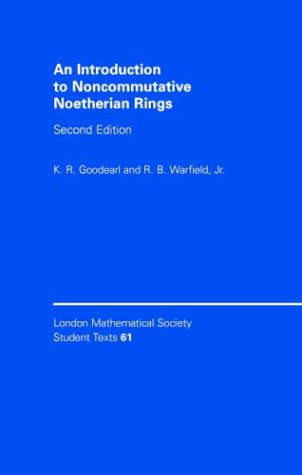 An Introduction
to Noncommutative
Noetherian Rings
Second Edition
K. R. Goodearl and R. B. Warfield, Jr.
London Mathematical Society
Student Texts 61